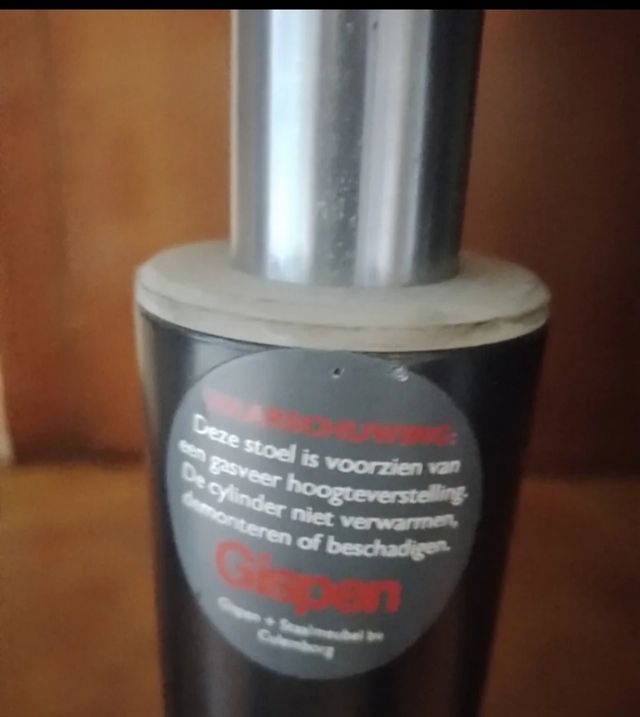 WAARSCHUWING:
Deze stoel is voorzien van
een gasveer hoogteverstelling.
De cylinder niet verwarmen,
demonteren of beschadigen.
Gispen
Gispen + Staalmeubel bv
Culemborg